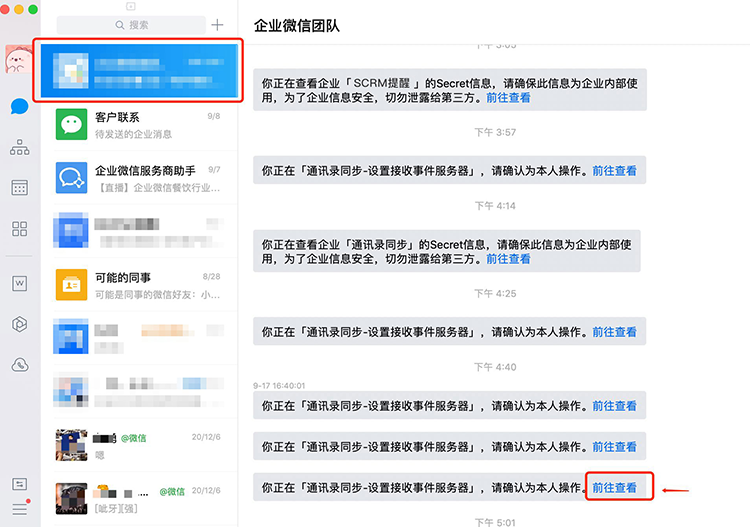 搜索
企业微信团队
客户联系
9/8
待发送的企业消息
企业微信服务商助手
9/7
【直播】企业微信餐饮行业...
可能的同事
8/28
可能是同事的微信好友：小...
@微信
20/12/6
嗯
... @微信
20/12/6
[呲牙][强]
你正在查看企业「 SCRM提醒 」的Secret信息，请确保此信息为企业内部使
用，为了企业信息安全，切勿泄露给第三方。前往查看
下午 3:57
你正在「通讯录同步-设置接收事件服务器」，请确认为本人操作。前往查看
下午 4:14
你正在查看企业「通讯录同步」的Secret信息，请确保此信息为企业内部使
用，为了企业信息安全，切勿泄露给第三方。前往查看
下午 4:25
你正在「通讯录同步-设置接收事件服务器」，请确认为本人操作。前往查看
下午 4:40
9-17 16:40:01
你正在「通讯录同步-设置接收事件服务器」，请确认为本人操作。前往查看
你正在「通讯录同步-设置接收事件服务器」，请确认为本人操作。前往查看
你正在「通讯录同步-设置接收事件服务器」，请确认为本人操作。前往查看
下午 5:01